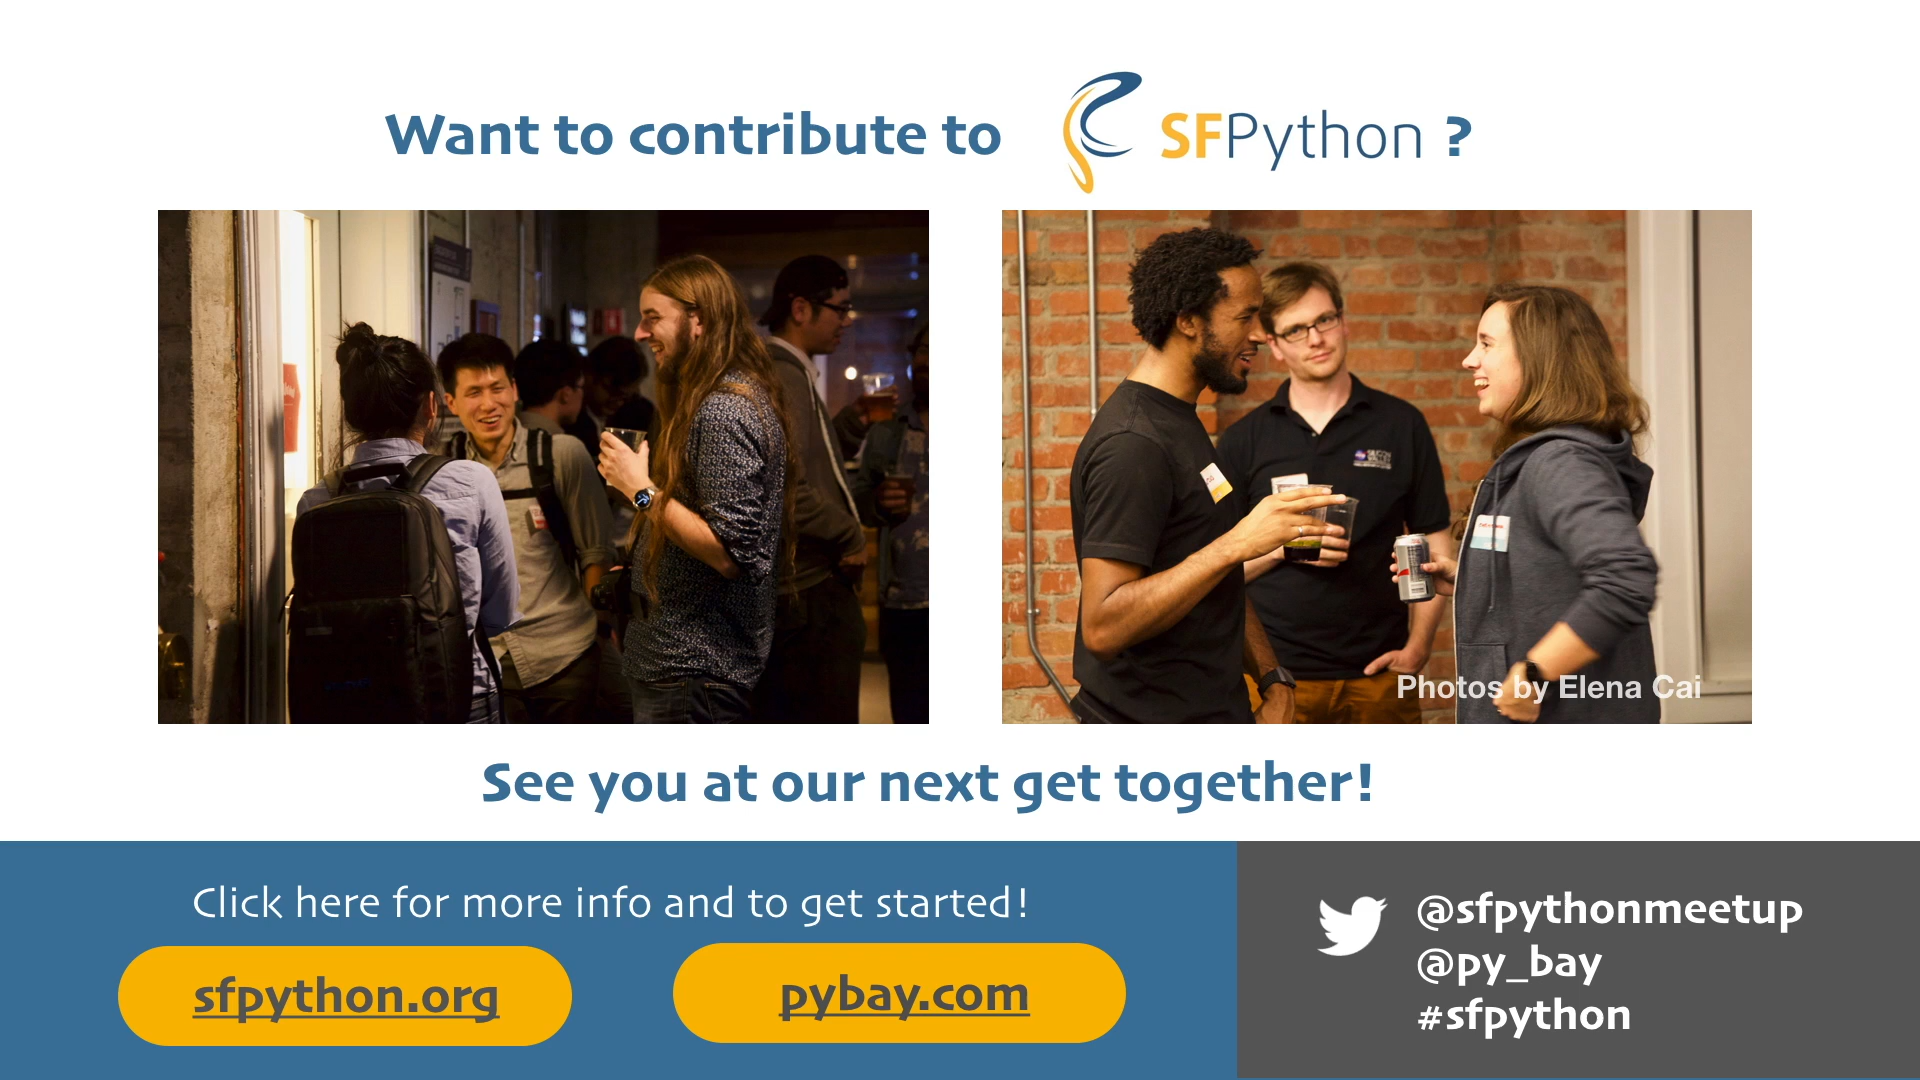 Want to contribute to SFPython ?
Photos by Elena Cai
See you at our next get together!
Click here for more info and to get started!
sfpython.org
pybay.com
@sfpythonmeetup
@py_bay
#sfpython